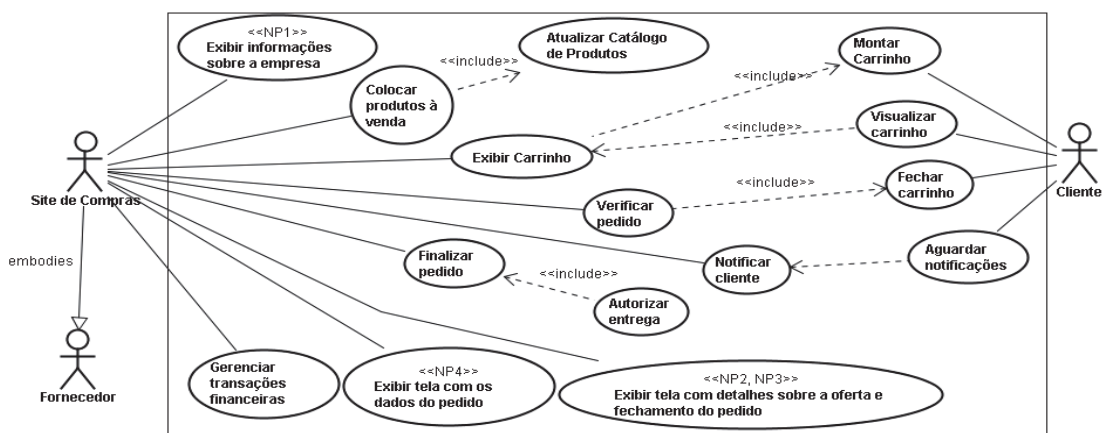 <<NP1>>
Exibir informações
sobre a empresa
Atualizar Catálogo
de Produtos
<<include>>
Colocar
produtos à
venda
Montar
Carrinho
<<include>>
Visualizar
carrinho
<<include>>
Exibir Carrinho
Site de Compras
Cliente
Fechar
carrinho
<<include>>
Verificar
pedido
embodies
Finalizar
pedido
<<include>>
Notificar
cliente
Aguardar
notificações
Autorizar
entrega
Fornecedor
Gerenciar
transações
financeiras
<<NP4>>
Exibir tela com os
dados do pedido
<<NP2, NP3>>
Exibir tela com detalhes sobre a oferta e
fechamento do pedido